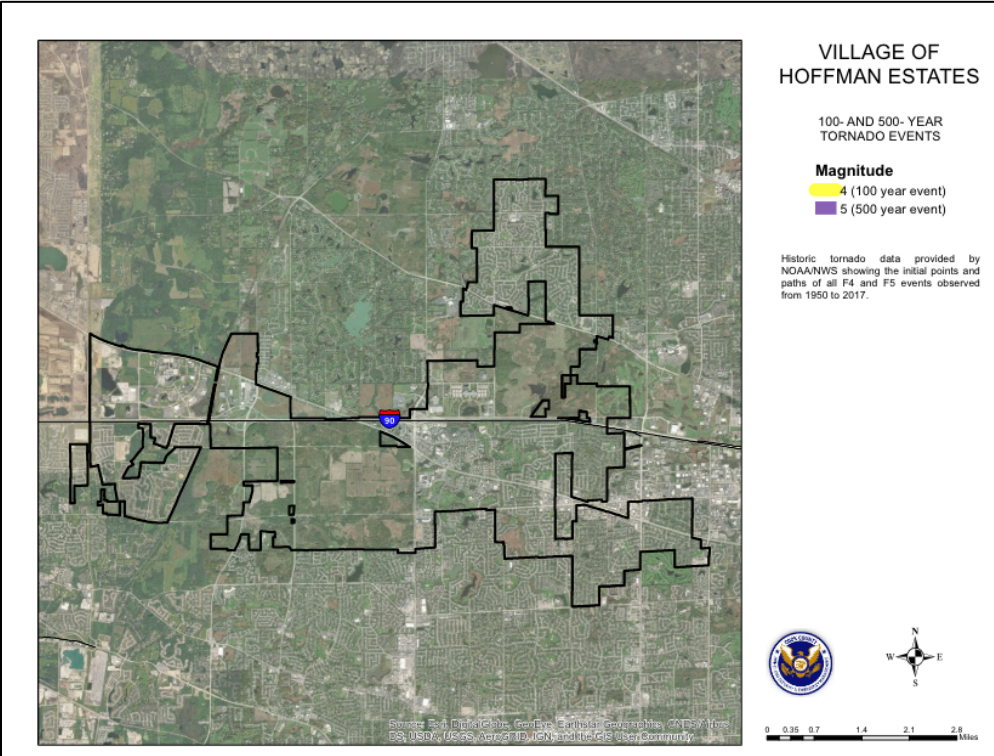 VILLAGE OF
HOFFMAN ESTATES
100- AND 500- YEAR
TORNADO EVENTS
Magnitude
4 (100 year event)
5 (500 year event)
Historic tornado data provided by
NOAA/NWS showing the initial points and
paths of all F4 and F5 events observed
from 1950 to 2017.
90
COOK COUNTY
N
W E
S
0 0.35 0.7 1.4 2.1 2.8
Miles
Source: Esri, DigitalGlobe, GeoEye, Earthstar Geographics, CNES/Airbus
DS, USDA, USGS, AeroGRID, IGN, and the GIS User Community